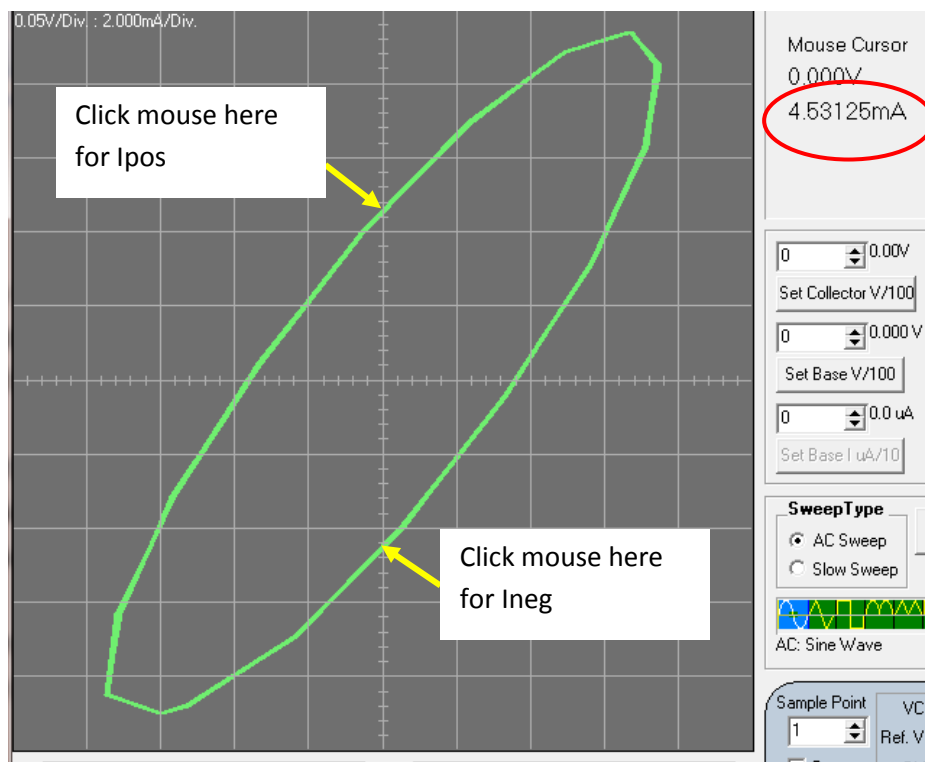 0.05V/Div. : 2.000mA/Div.
Click mouse here
for Ipos
Click mouse here
for Ineg
Mouse Cursor
0.000V
4.53125mA
0 0.00V
Set Collector V/100
0 0.000 V
Set Base V/100
0 0.0 uA
Set Base I uA/10
SweepType
AC Sweep
Slow Sweep
AC: Sine Wave
Sample Point
1
VC
Ref. V